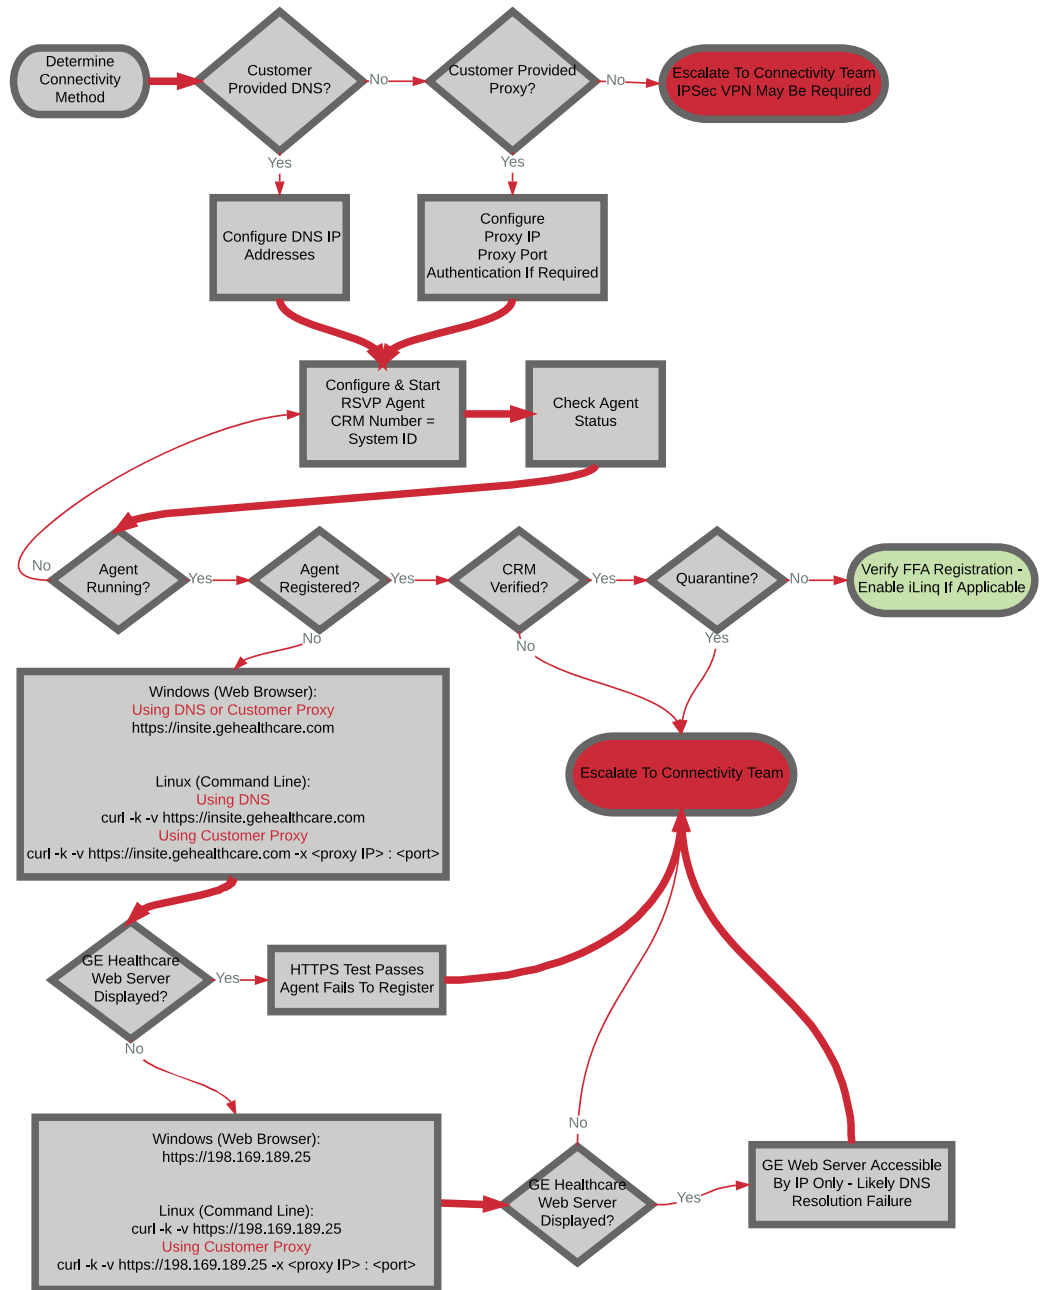 Determine
Connectivity
Method
Customer
Provided DNS?
No
Customer Provided
Proxy?
No
Escalate To Connectivity Team
IPSec VPN May Be Required
Yes
Yes
Configure DNS IP
Addresses
Configure
Proxy IP
Proxy Port
Authentication If Required
Configure & Start
RSVP Agent
CRM Number =
System ID
Check Agent
Status
No
Agent
Running?
Yes
Agent
Registered?
Yes
CRM
Verified?
Yes
Quarantine?
No
Verify FFA Registration -
Enable iLinq If Applicable
No
No
Yes
Windows (Web Browser):
Using DNS or Customer Proxy
https://insite.gehealthcare.com
Linux (Command Line):
Using DNS
curl -k -v https://insite.gehealthcare.com
Using Customer Proxy
curl -k -v https://insite.gehealthcare.com -x <proxy IP> : <port>
Escalate To Connectivity Team
GE Healthcare
Web Server
Displayed?
Yes
HTTPS Test Passes
Agent Fails To Register
No
Windows (Web Browser):
https://198.169.189.25
Linux (Command Line):
curl -k -v https://198.169.189.25
Using Customer Proxy
curl -k -v https://198.169.189.25 -x <proxy IP> : <port>
No
GE Healthcare
Web Server
Displayed?
Yes
GE Web Server Accessible
By IP Only - Likely DNS
Resolution Failure